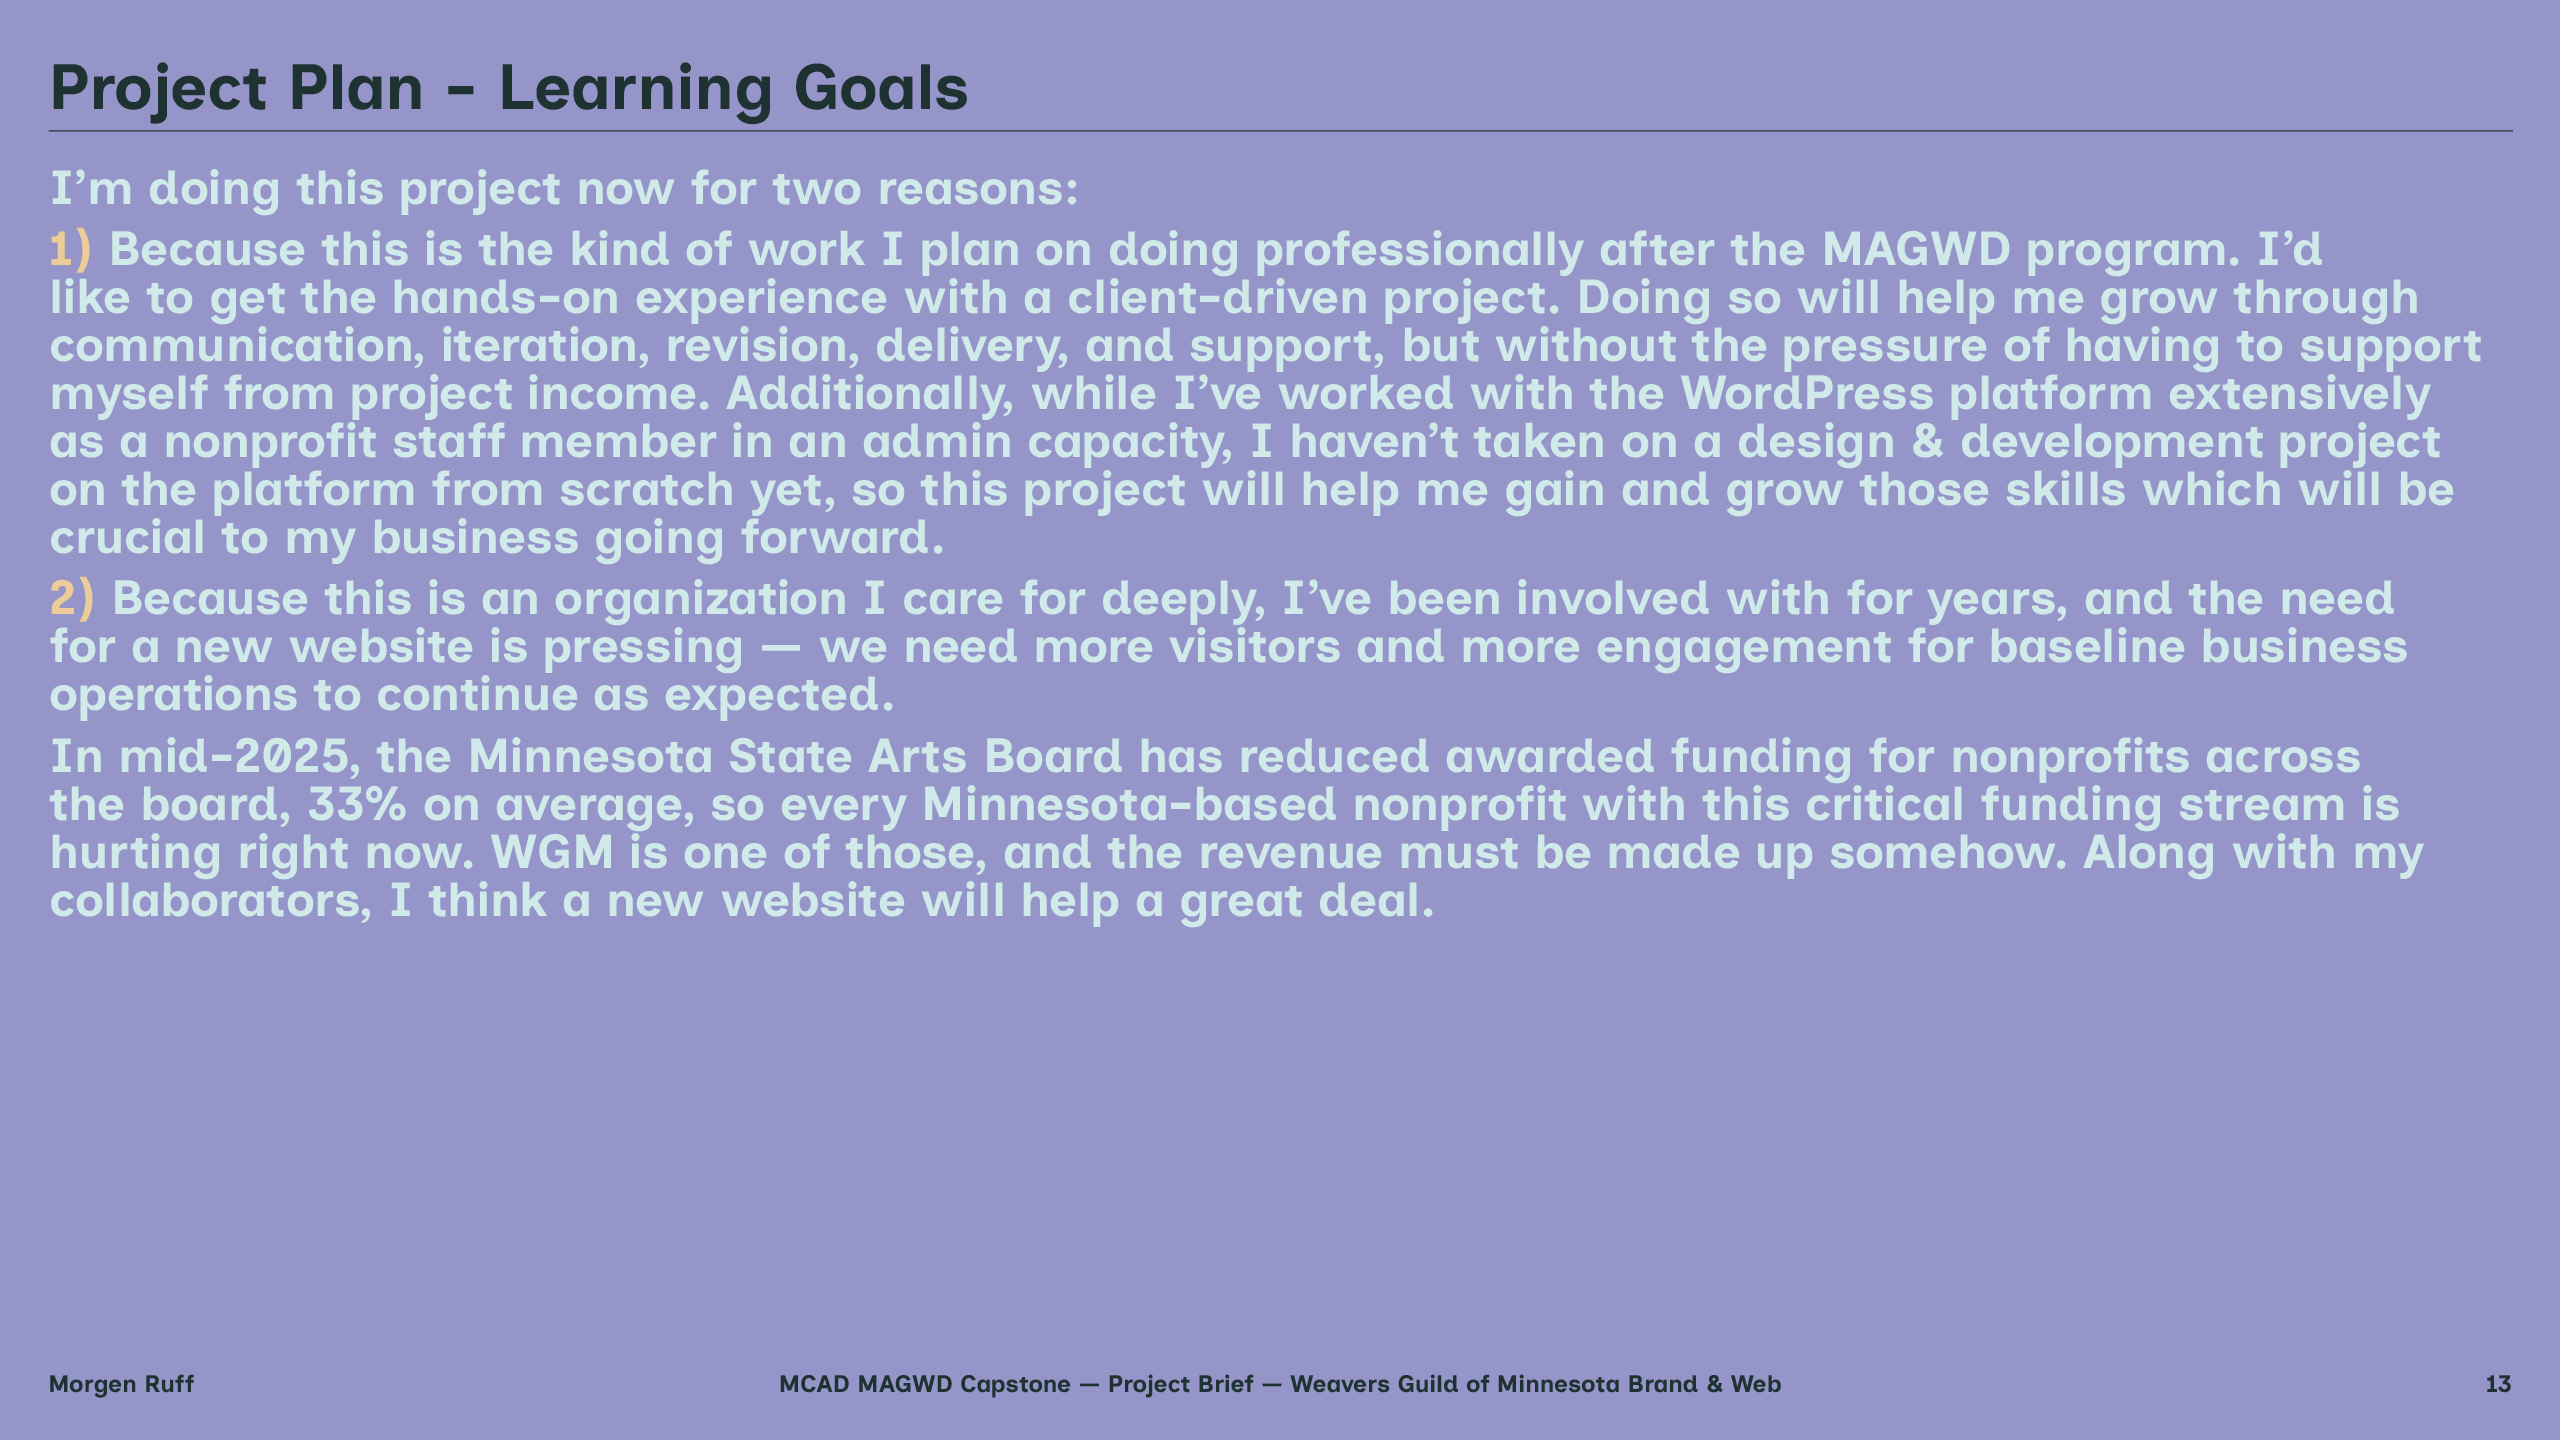 Project Plan - Learning Goals
I’m doing this project now for two reasons:
1) Because this is the kind of work I plan on doing professionally after the MAGWD program. I’d
like to get the hands-on experience with a client-driven project. Doing so will help me grow through
communication, iteration, revision, delivery, and support, but without the pressure of having to support
myself from project income. Additionally, while I’ve worked with the WordPress platform extensively
as a nonprofit staff member in an admin capacity, I haven’t taken on a design & development project
on the platform from scratch yet, so this project will help me gain and grow those skills which will be
crucial to my business going forward.
2) Because this is an organization I care for deeply, I’ve been involved with for years, and the need
for a new website is pressing — we need more visitors and more engagement for baseline business
operations to continue as expected.
In mid-2025, the Minnesota State Arts Board has reduced awarded funding for nonprofits across
the board, 33% on average, so every Minnesota-based nonprofit with this critical funding stream is
hurting right now. WGM is one of those, and the revenue must be made up somehow. Along with my
collaborators, I think a new website will help a great deal.
Morgen Ruff
MCAD MAGWD Capstone — Project Brief — Weavers Guild of Minnesota Brand & Web
13